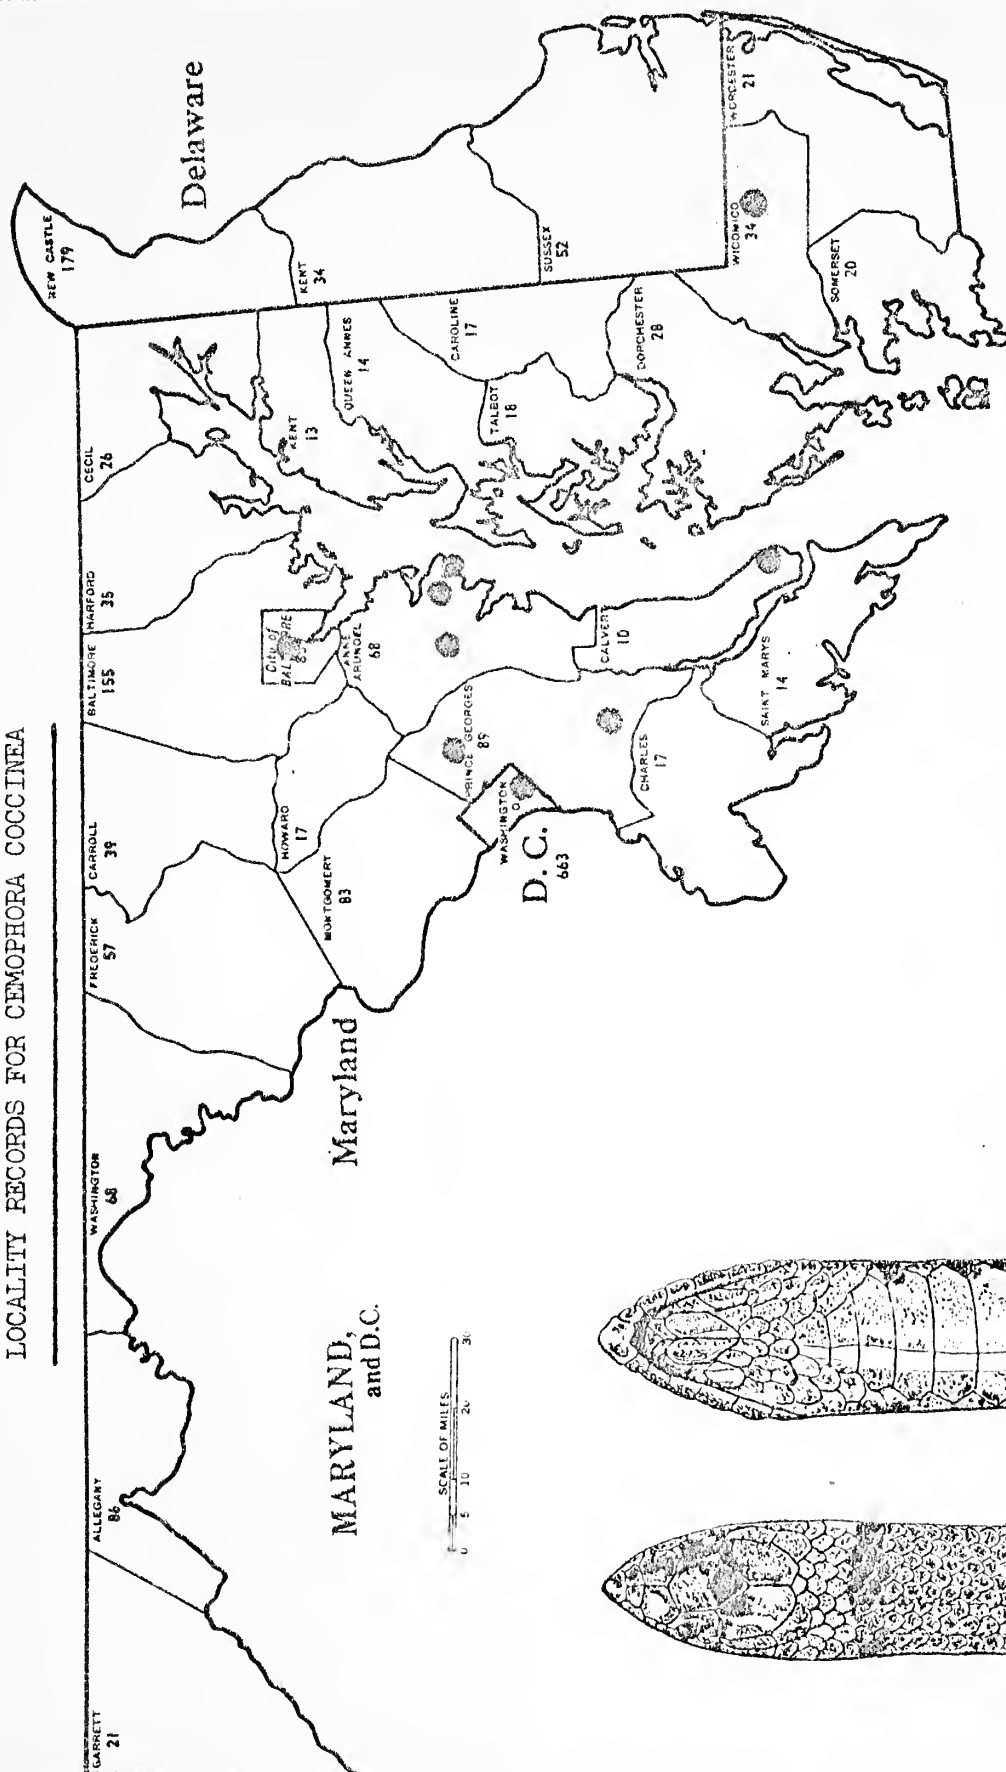 LOCALITY RECORDS FOR CEMOPHORA COCCINEA
GARRETT
21
ALLEGANY
86
WASHINGTON
68
FREDERICK
57
CARROLL
39
BALTIMORE
155
HARFORD
35
CECIL
26
NEW CASTLE
179
Delaware
KENT
34
SUSSEX
52
HOWARD
17
MONTGOMERY
83
City of
ANNE
ARUNDEL
68
KENT
13
QUEEN ANNES
14
CAROLINE
17
TALBOT
18
DORCHESTER
28
WICOMICO
34
WORCESTER
21
SOMERSET
20
PRINCE GEORGES
89
WASHINGTON
D. C.
663
CALVERT
10
CHARLES
17
SAINT MARYS
14
Maryland
MARYLAND,
and D.C.
SCALE OF MILES
0 5 10 20 30